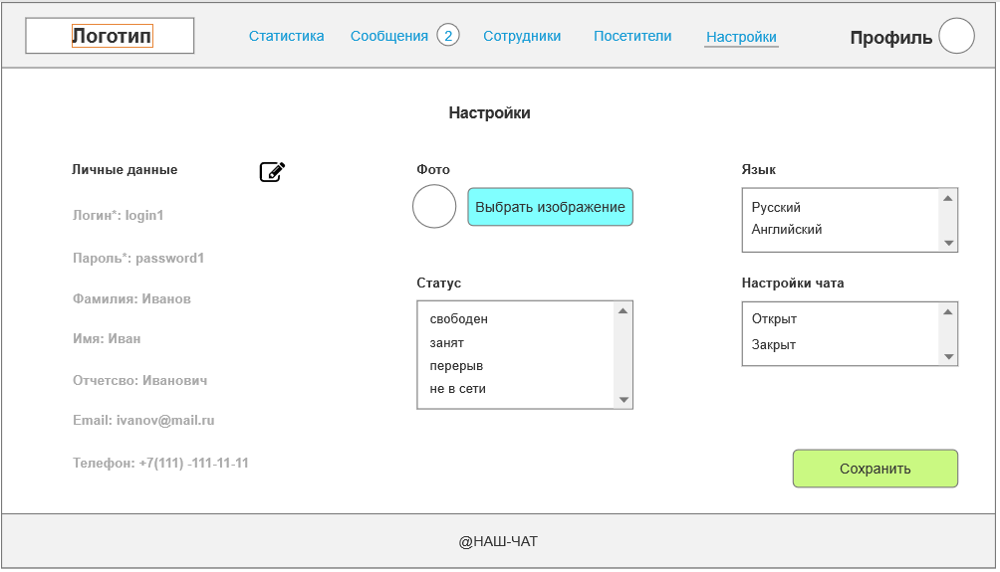 Логотип
Статистика
Сообщения 2
Сотрудники
Посетители
Настройки
Профиль
Настройки
Личные данные
Логин*: login1
Пароль*: password1
Фамилия: Иванов
Имя: Иван
Отчетсво: Иванович
Email: ivanov@mail.ru
Телефон: +7(111) -111-11-11
Фото
Выбрать изображение
Статус
свободен
занят
перерыв
не в сети
Язык
Русский
Английский
Настройки чата
Открыт
Закрыт
Сохранить
@НАШ-ЧАТ